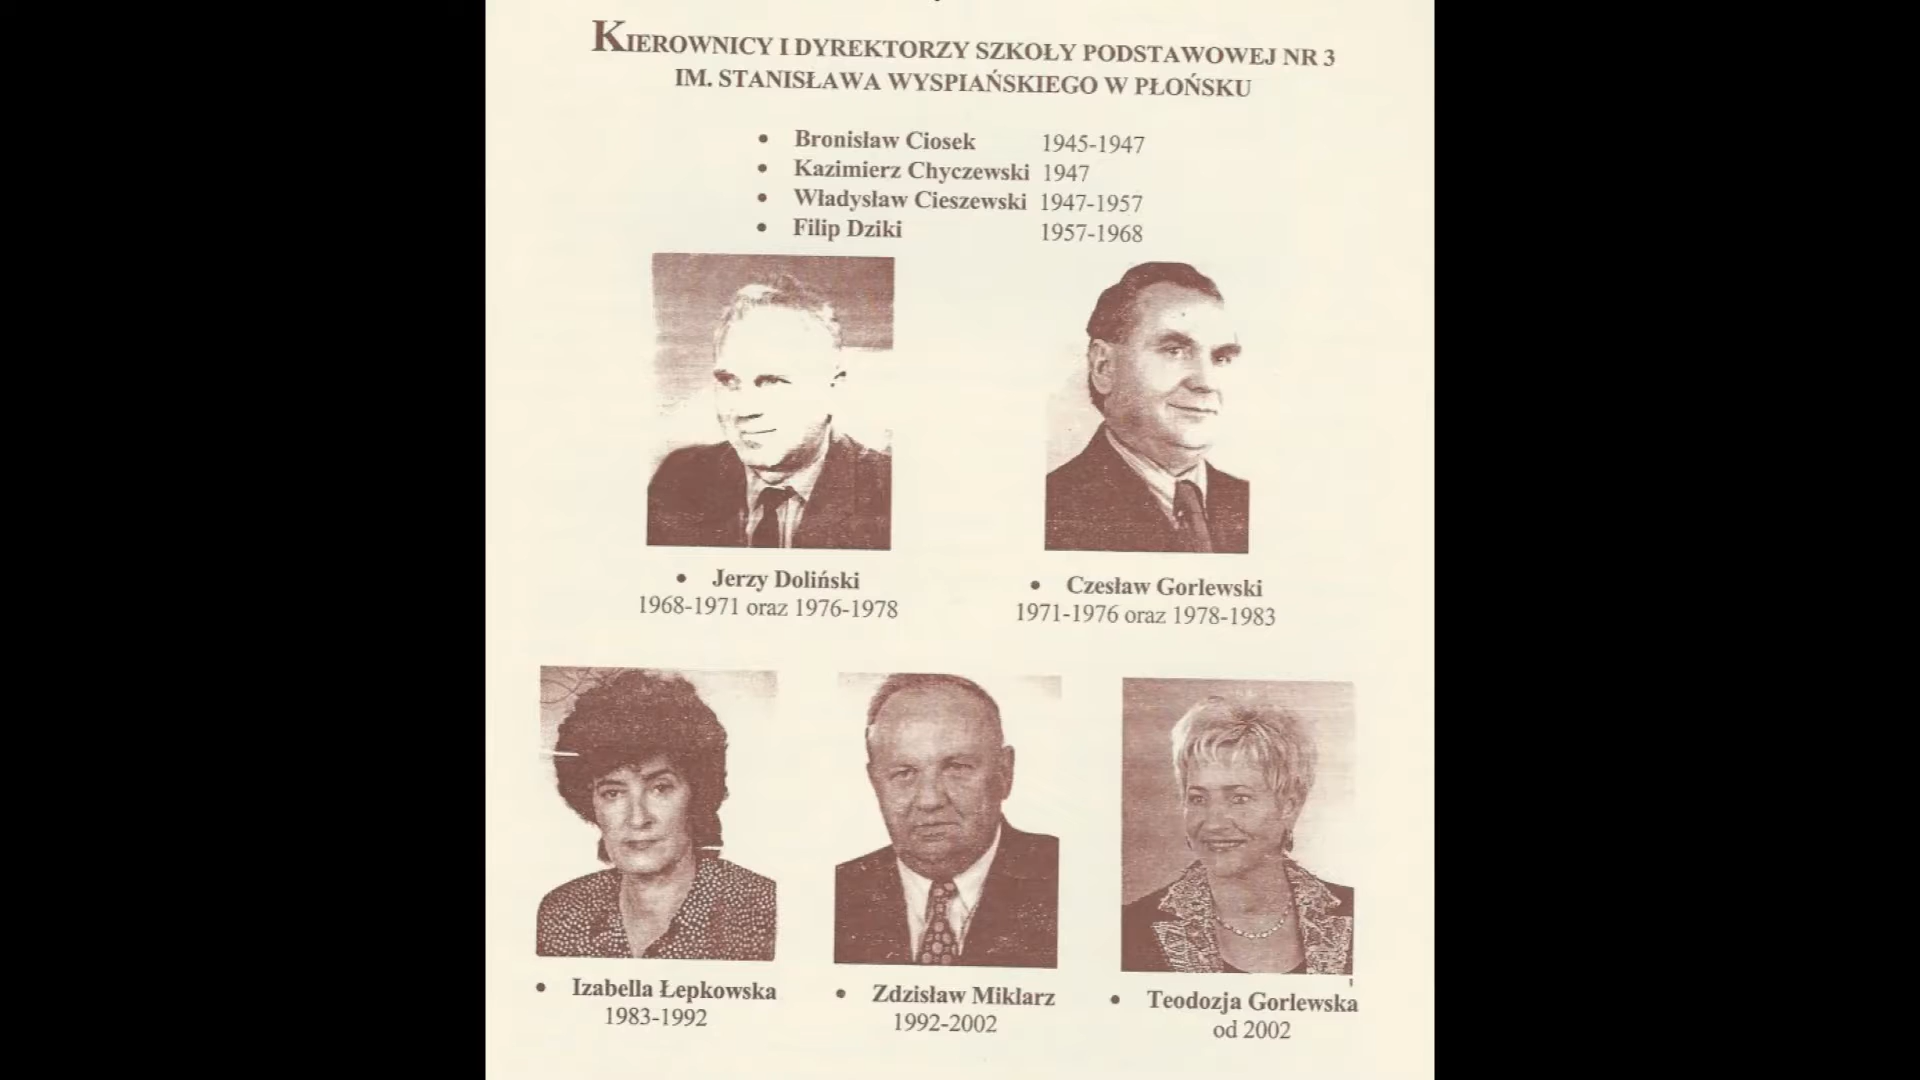 KIEROWNICY I DYREKTORZY SZKOŁY PODSTAWOWEJ NR 3
IM. STANISŁAWA WYSPIAŃSKIEGO W PŁOŃSKU
• Bronisław Ciosek 1945-1947
• Kazimierz Chyczewski 1947
• Władysław Cieszewski 1947-1957
• Filip Dziki 1957-1968
• Jerzy Doliński
1968-1971 oraz 1976-1978
• Czesław Gorlewski
1971-1976 oraz 1978-1983
• Izabella Łepkowska
1983-1992
• Zdzisław Miklarz
1992-2002
• Teodozja Gorlewska
od 2002